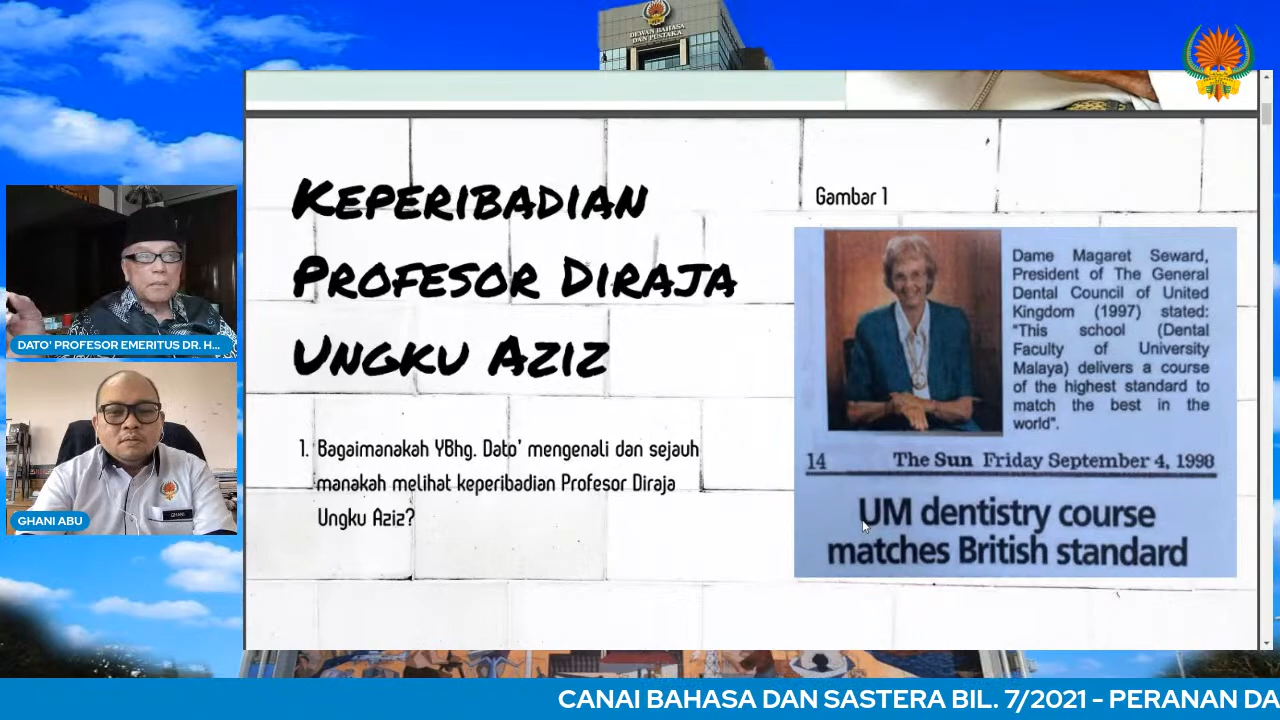 DEWAN BAHASA
DAN PUSTAKA
KEPERIBADIAN
PROFESOR DIRAJA
UNGKU AZIZ
1. Bagaimanakah YBhg. Dato' mengenali dan sejauh
manakah melihat keperibadian Profesor Diraja
Ungku Aziz?
Gambar 1
Dame Magaret Seward,
President of The General
Dental Council of United
Kingdom (1997) stated:
"This school (Dental
Faculty of University
Malaya) delivers a course
of the highest standard to
match the best in the
world".
14 The Sun Friday September 4, 1998
UM dentistry course
matches British standard
DATO' PROFESOR EMERITUS DR. H...
GHANI
GHANI ABU
CANAI BAHASA DAN SASTERA BIL. 7/2021 - PERANAN DA